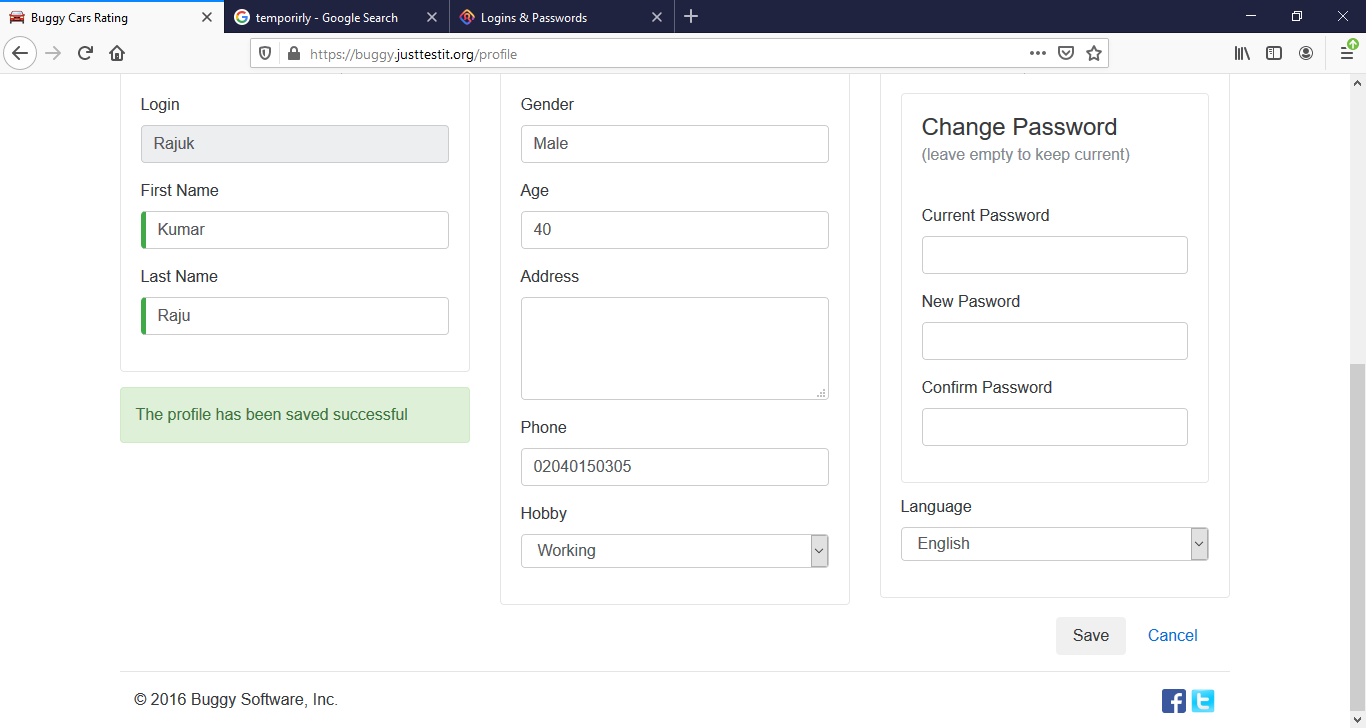 Buggy Cars Rating
temporirly - Google Search
Logins & Passwords
https://buggy.justtestit.org/profile
Login
Rajuk
First Name
Kumar
Last Name
Raju
The profile has been saved successful
Gender
Male
Age
40
Address
Phone
02040150305
Hobby
Working
Change Password
(leave empty to keep current)
Current Password
New Pasword
Confirm Password
Language
English
Save
Cancel
© 2016 Buggy Software, Inc.